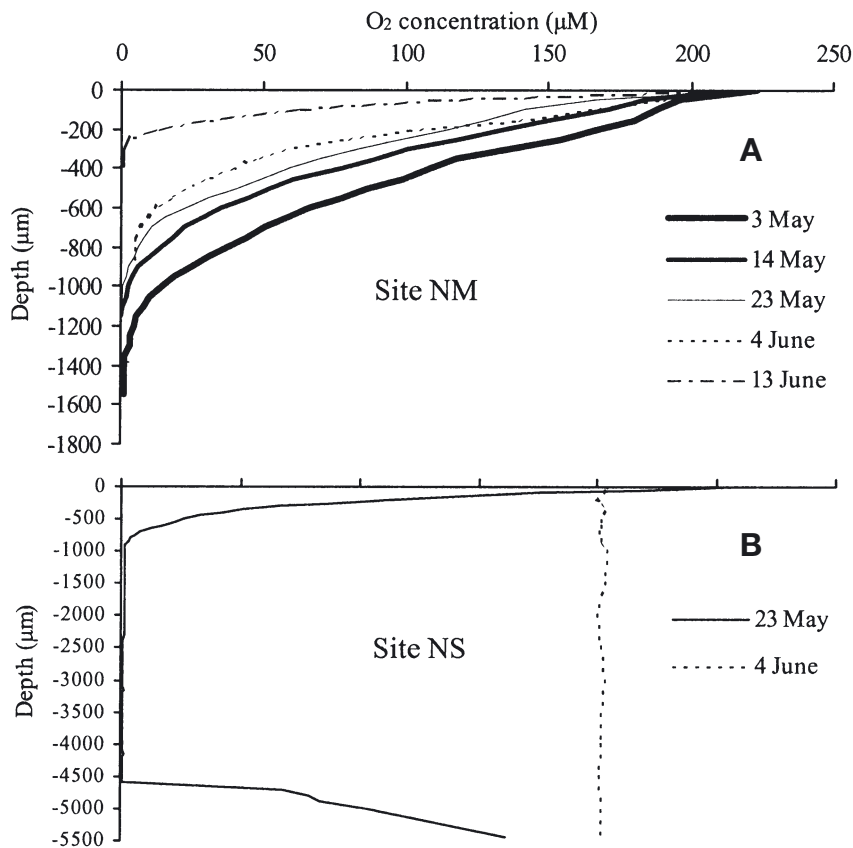 O2 concentration (μM)
0 50 100 150 200 250
0
-200
-400
-600
-800
-1000
-1200
-1400
-1600
-1800
Depth (μm)
A
3 May
14 May
23 May
4 June
13 June
Site NM
0
-500
-1000
-1500
-2000
-2500
-3000
-3500
-4000
-4500
-5000
-5500
Depth (μm)
B
23 May
4 June
Site NS